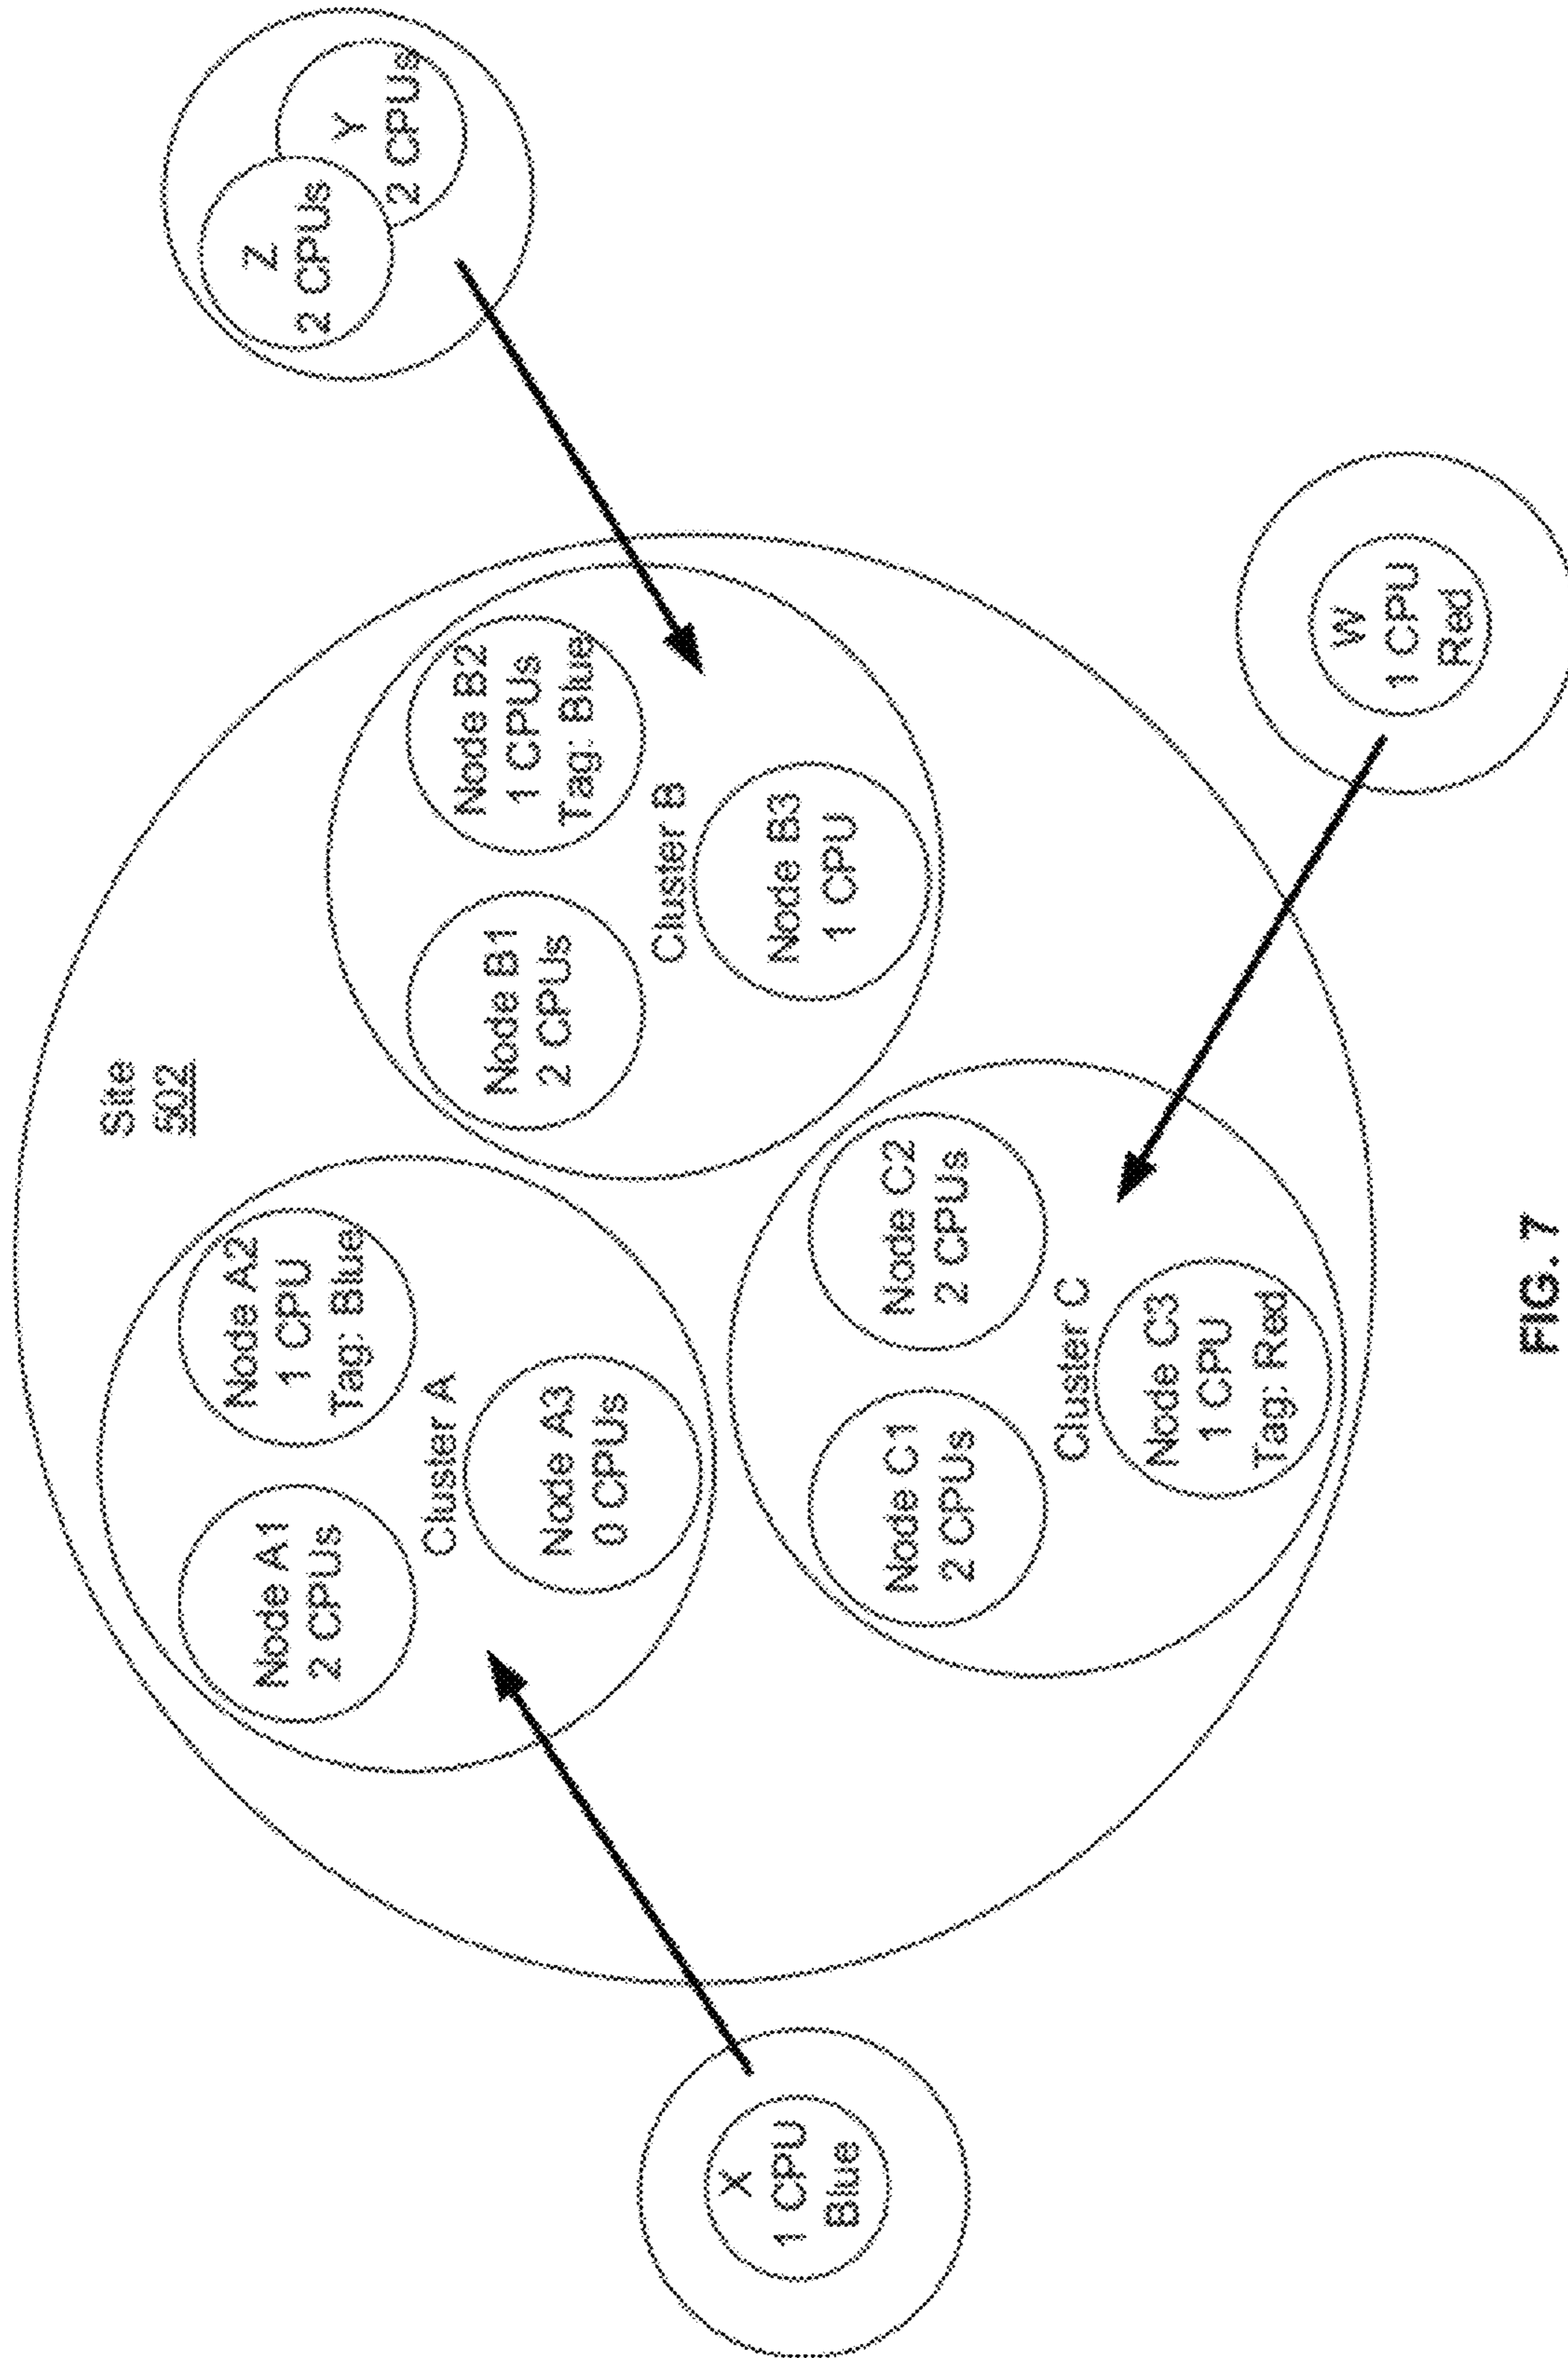 Site
502
Node A1
2 CPUs
Node A2
1 CPU
Tag: Blue
Cluster A
Node A3
0 CPUs
Node B1
2 CPUs
Node B2
1 CPUs
Tag: Blue
Cluster B
Node B3
1 CPU
Node C1
2 CPUs
Node C2
2 CPUs
Cluster C
Node C3
1 CPU
Tag: Red
X
1 CPU
Blue
Z
2 CPUs
Y
2 CPUs
W
1 CPU
Red
FIG. 7